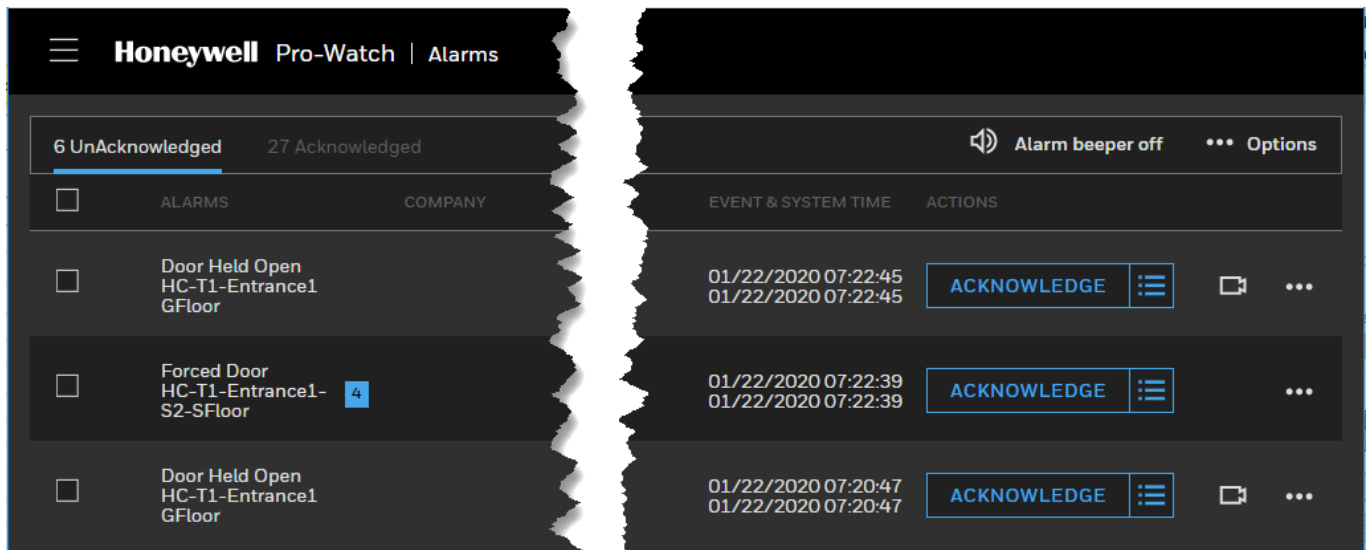 Honeywell Pro-Watch | Alarms
6 UnAcknowledged 27 Acknowledged Alarm beeper off ••• Options
ALARMS COMPANY EVENT & SYSTEM TIME ACTIONS
Door Held Open
HC-T1-Entrance1
GFloor
01/22/2020 07:22:45
01/22/2020 07:22:45
ACKNOWLEDGE
Forced Door
HC-T1-Entrance1-
S2-SFloor
4
01/22/2020 07:22:39
01/22/2020 07:22:39
ACKNOWLEDGE
Door Held Open
HC-T1-Entrance1
GFloor
01/22/2020 07:20:47
01/22/2020 07:20:47
ACKNOWLEDGE